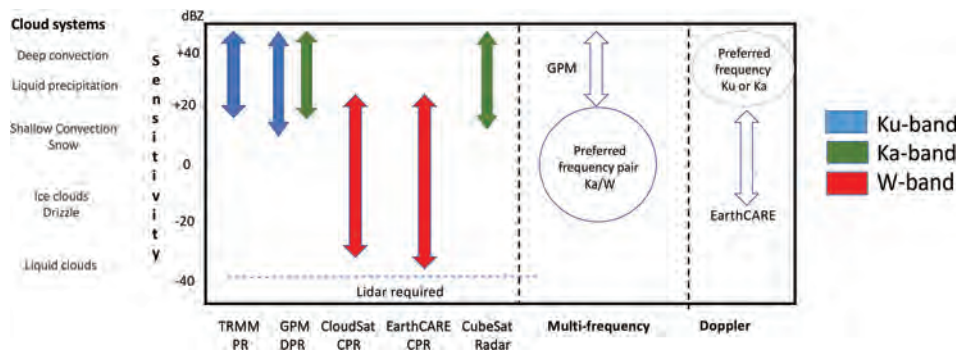 Cloud systems
Deep convection
Liquid precipitation
Shallow Convection
Snow
Ice clouds
Drizzle
Liquid clouds
Sensitivity
dBZ
+40
+20
0
-20
-40
GPM
Preferred
frequency pair
Ka/W
Preferred
frequency
Ku or Ka
EarthCARE
Lidar required
TRMM
PR
GPM
DPR
CloudSat
CPR
EarthCARE
CPR
CubeSat
Radar
Multi-frequency
Doppler
Ku-band
Ka-band
W-band